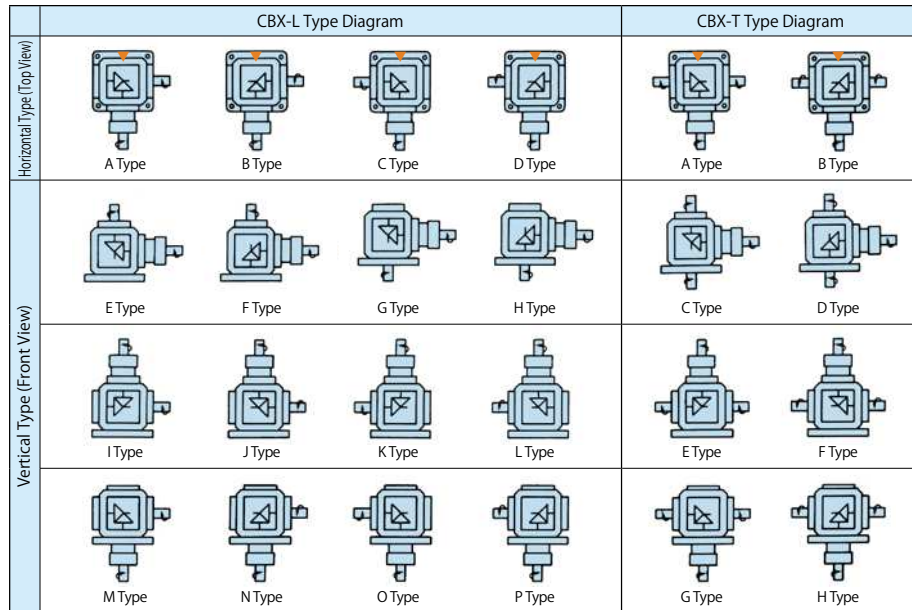 CBX-L Type Diagram CBX-T Type Diagram
Horizontal Type (Top View)
A Type B Type C Type D Type A Type B Type
Vertical Type (Front View)
E Type F Type G Type H Type C Type D Type
I Type J Type K Type L Type E Type F Type
M Type N Type O Type P Type G Type H Type